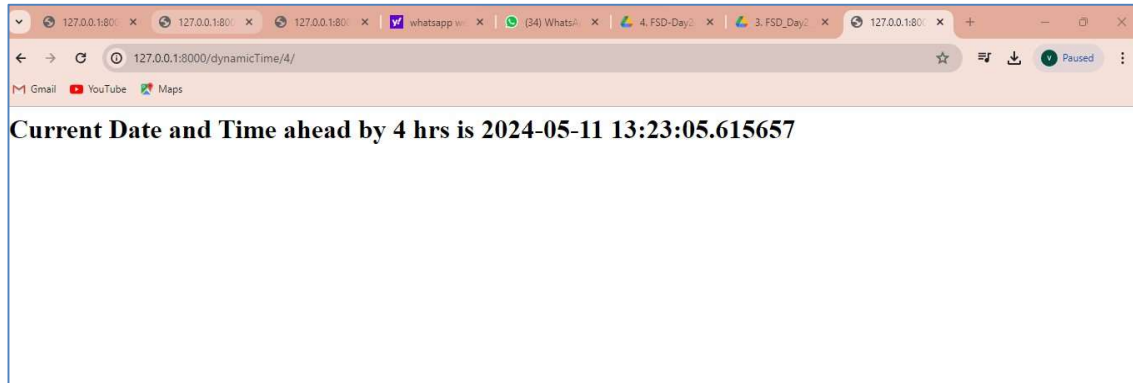 127.0.0.1:800
127.0.0.1:800
127.0.0.1:800
whatsapp w
(34) WhatsA
4. FSD-Day2
3. FSD_Day2
127.0.0.1:800
127.0.0.1:8000/dynamicTime/4/
V Paused
Gmail YouTube Maps
Current Date and Time ahead by 4 hrs is 2024-05-11 13:23:05.615657